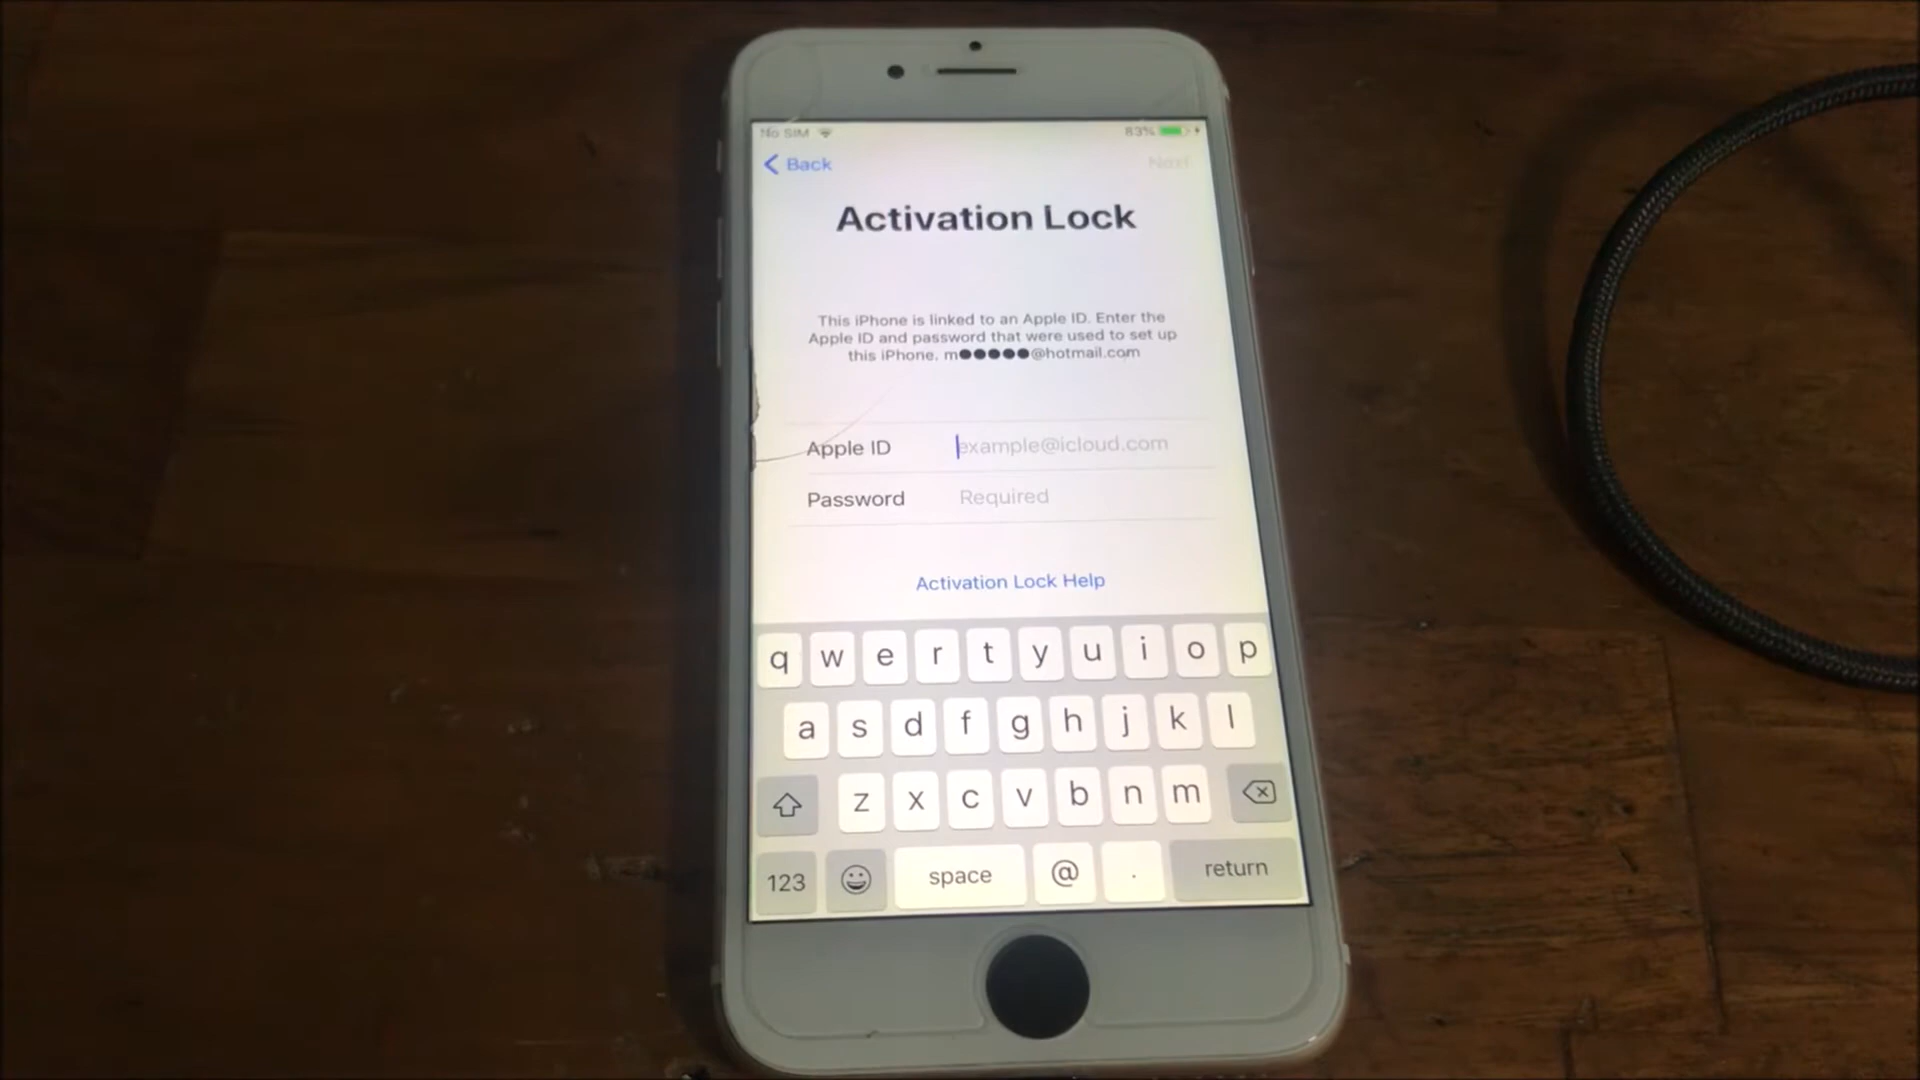 No SIM 83%
Back Next
Activation Lock
This iPhone is linked to an Apple ID. Enter the
Apple ID and password that were used to set up
this iPhone. m●●●●●@hotmail.com
Apple ID example@icloud.com
Password Required
Activation Lock Help
q w e r t y u i o p
a s d f g h j k l
z x c v b n m
123 space @ . return